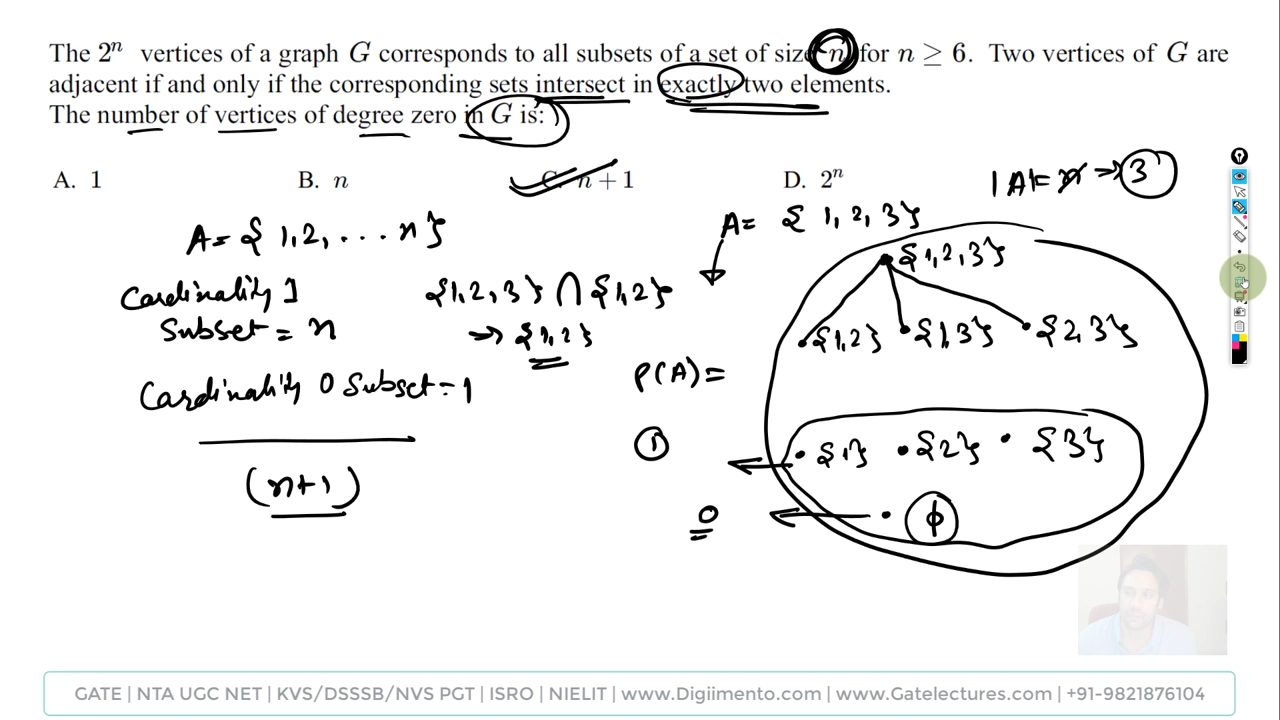 The 2ⁿ vertices of a graph G corresponds to all subsets of a set of size n, for n ≥ 6. Two vertices of G are
adjacent if and only if the corresponding sets intersect in exactly two elements.
The number of vertices of degree zero in G is:
A. 1 B. n C. n + 1 D. 2ⁿ
|A|= n ⇒ 3
A= { 1,2, ... n}
A= { 1, 2, 3}
{1,2,3}
Cardinality 1
Subset = n
{1,2,3} ∩ {1,2}
→ {1,2}
{1,2} {1,3} {2,3}
P(A) =
Cardinality 0 Subset = 1
1
{1} {2} {3}
(n+1)
0
ϕ
GATE | NTA UGC NET | KVS/DSSSB/NVS PGT | ISRO | NIELIT | www.Digiimento.com | www.Gatelectures.com | +91-9821876104